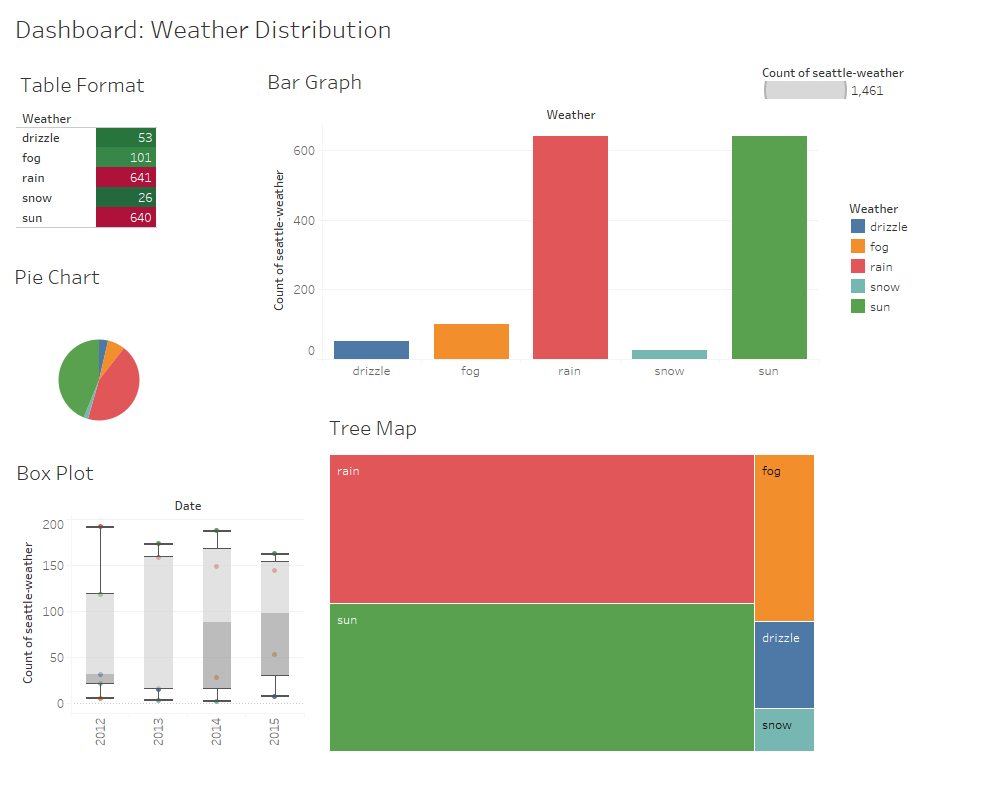 Dashboard: Weather Distribution
Table Format
Weather
drizzle 53
fog 101
rain 641
snow 26
sun 640
Bar Graph
Weather
Count of seattle-weather
600
400
200
0
drizzle fog rain snow sun
Count of seattle-weather
1,461
Weather
drizzle
fog
rain
snow
sun
Pie Chart
Box Plot
Date
Count of seattle-weather
200
150
100
50
0
2012 2013 2014 2015
Tree Map
rain
fog
sun
drizzle
snow